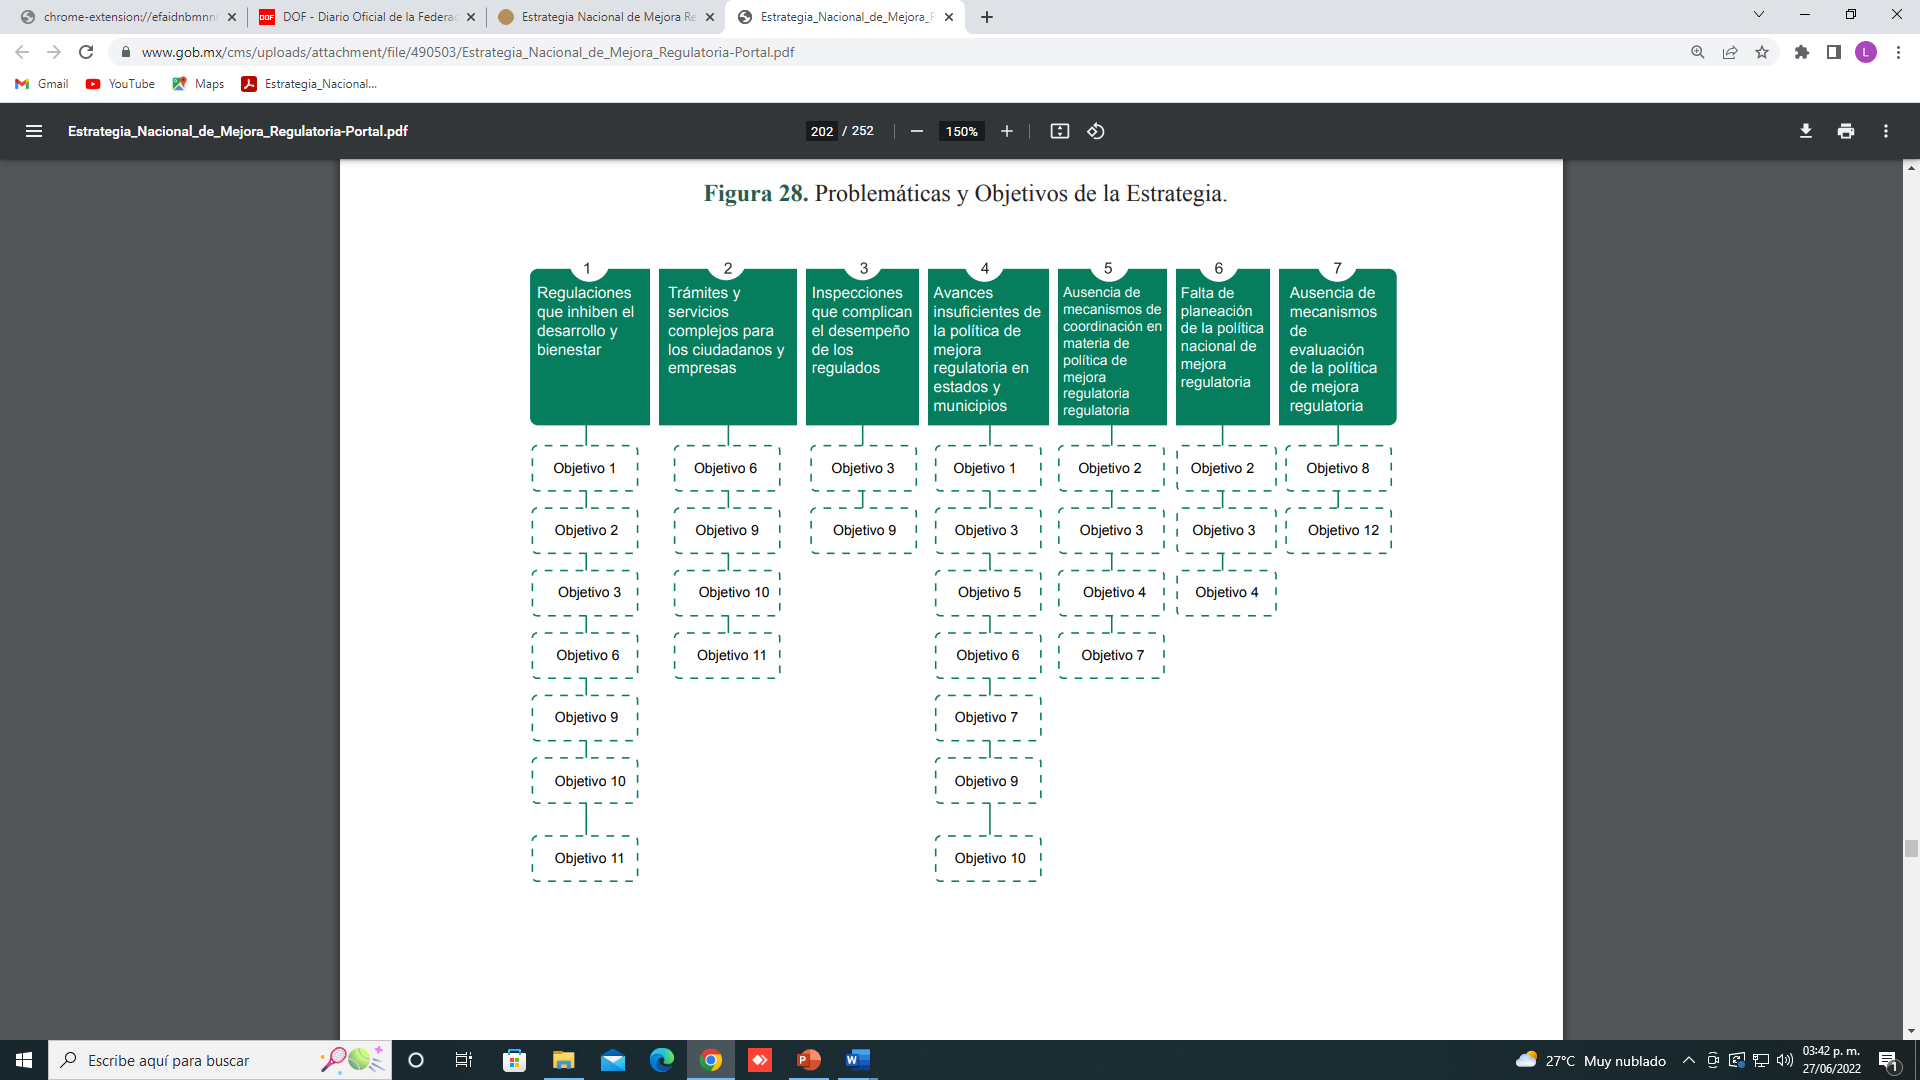 chrome-extension://efaidnbmnnn
DOF - Diario Oficial de la Federac
Estrategia Nacional de Mejora Re
Estrategia_Nacional_de_Mejora_R
www.gob.mx/cms/uploads/attachment/file/490503/Estrategia_Nacional_de_Mejora_Regulatoria-Portal.pdf
L
Gmail
YouTube
Maps
Estrategia_Nacional...
Estrategia_Nacional_de_Mejora_Regulatoria-Portal.pdf
202 / 252
150%
Figura 28. Problemáticas y Objetivos de la Estrategia.
1
Regulaciones
que inhiben el
desarrollo y
bienestar
Objetivo 1
Objetivo 2
Objetivo 3
Objetivo 6
Objetivo 9
Objetivo 10
Objetivo 11
2
Trámites y
servicios
complejos para
los ciudadanos y
empresas
Objetivo 6
Objetivo 9
Objetivo 10
Objetivo 11
3
Inspecciones
que complican
el desempeño
de los
regulados
Objetivo 3
Objetivo 9
4
Avances
insuficientes de
la política de
mejora
regulatoria en
estados y
municipios
Objetivo 1
Objetivo 3
Objetivo 5
Objetivo 6
Objetivo 7
Objetivo 9
Objetivo 10
5
Ausencia de
mecanismos de
coordinación en
materia de
política de
mejora
regulatoria
regulatoria
Objetivo 2
Objetivo 3
Objetivo 4
Objetivo 7
6
Falta de
planeación
de la política
nacional de
mejora
regulatoria
Objetivo 2
Objetivo 3
Objetivo 4
7
Ausencia de
mecanismos
de
evaluación
de la política
de mejora
regulatoria
Objetivo 8
Objetivo 12
Escribe aquí para buscar
27°C Muy nublado
03:42 p. m.
27/06/2022
1